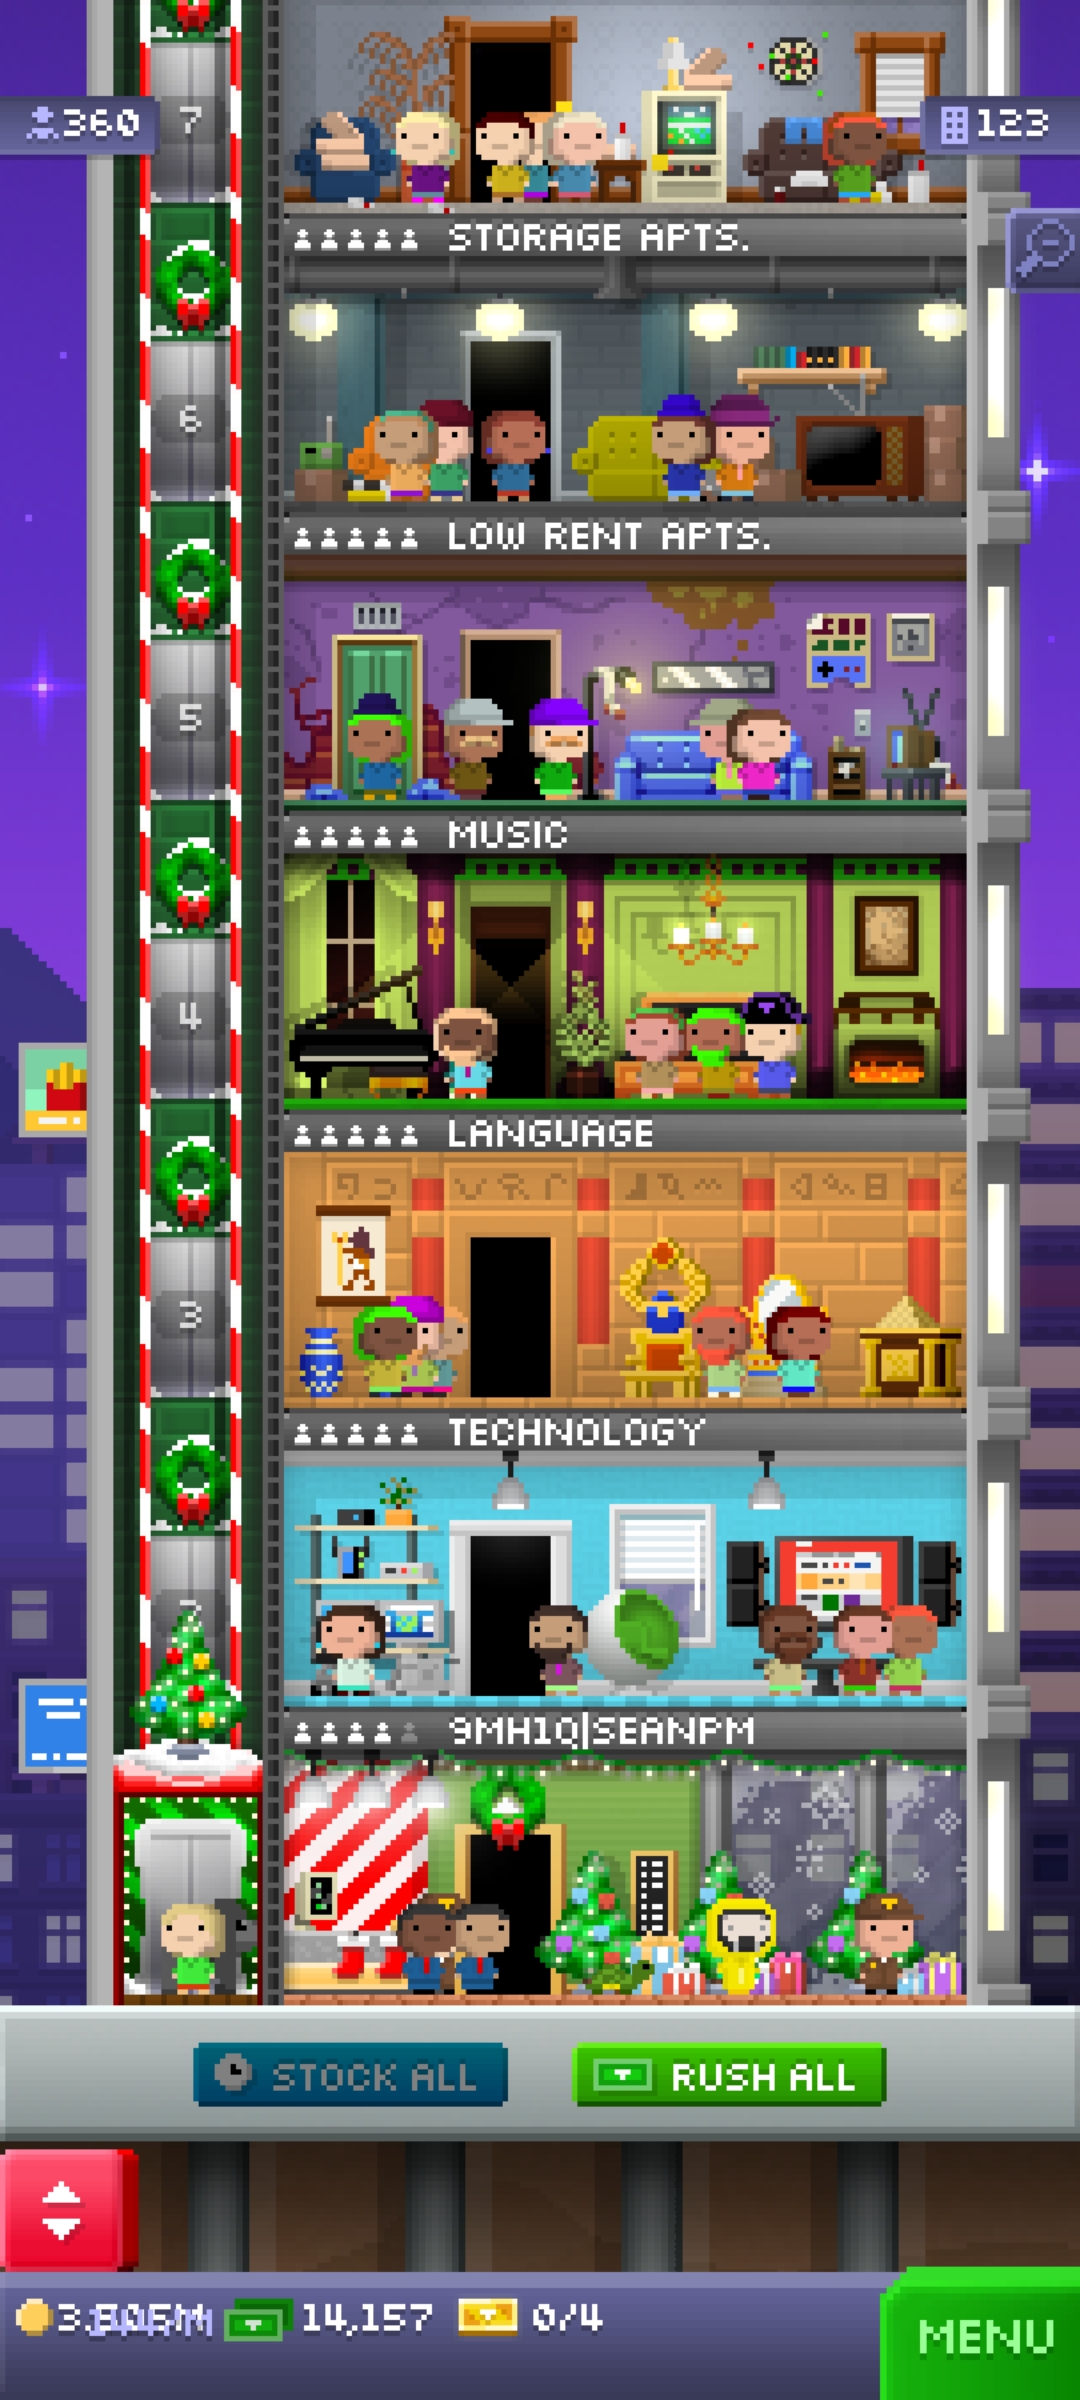 7
360
123
STORAGE APTS.
6
LOW RENT APTS.
5
MUSIC
4
LANGUAGE
3
TECHNOLOGY
9MH1Q|SEANPM
STOCK ALL
RUSH ALL
14,157
0/4
MENU